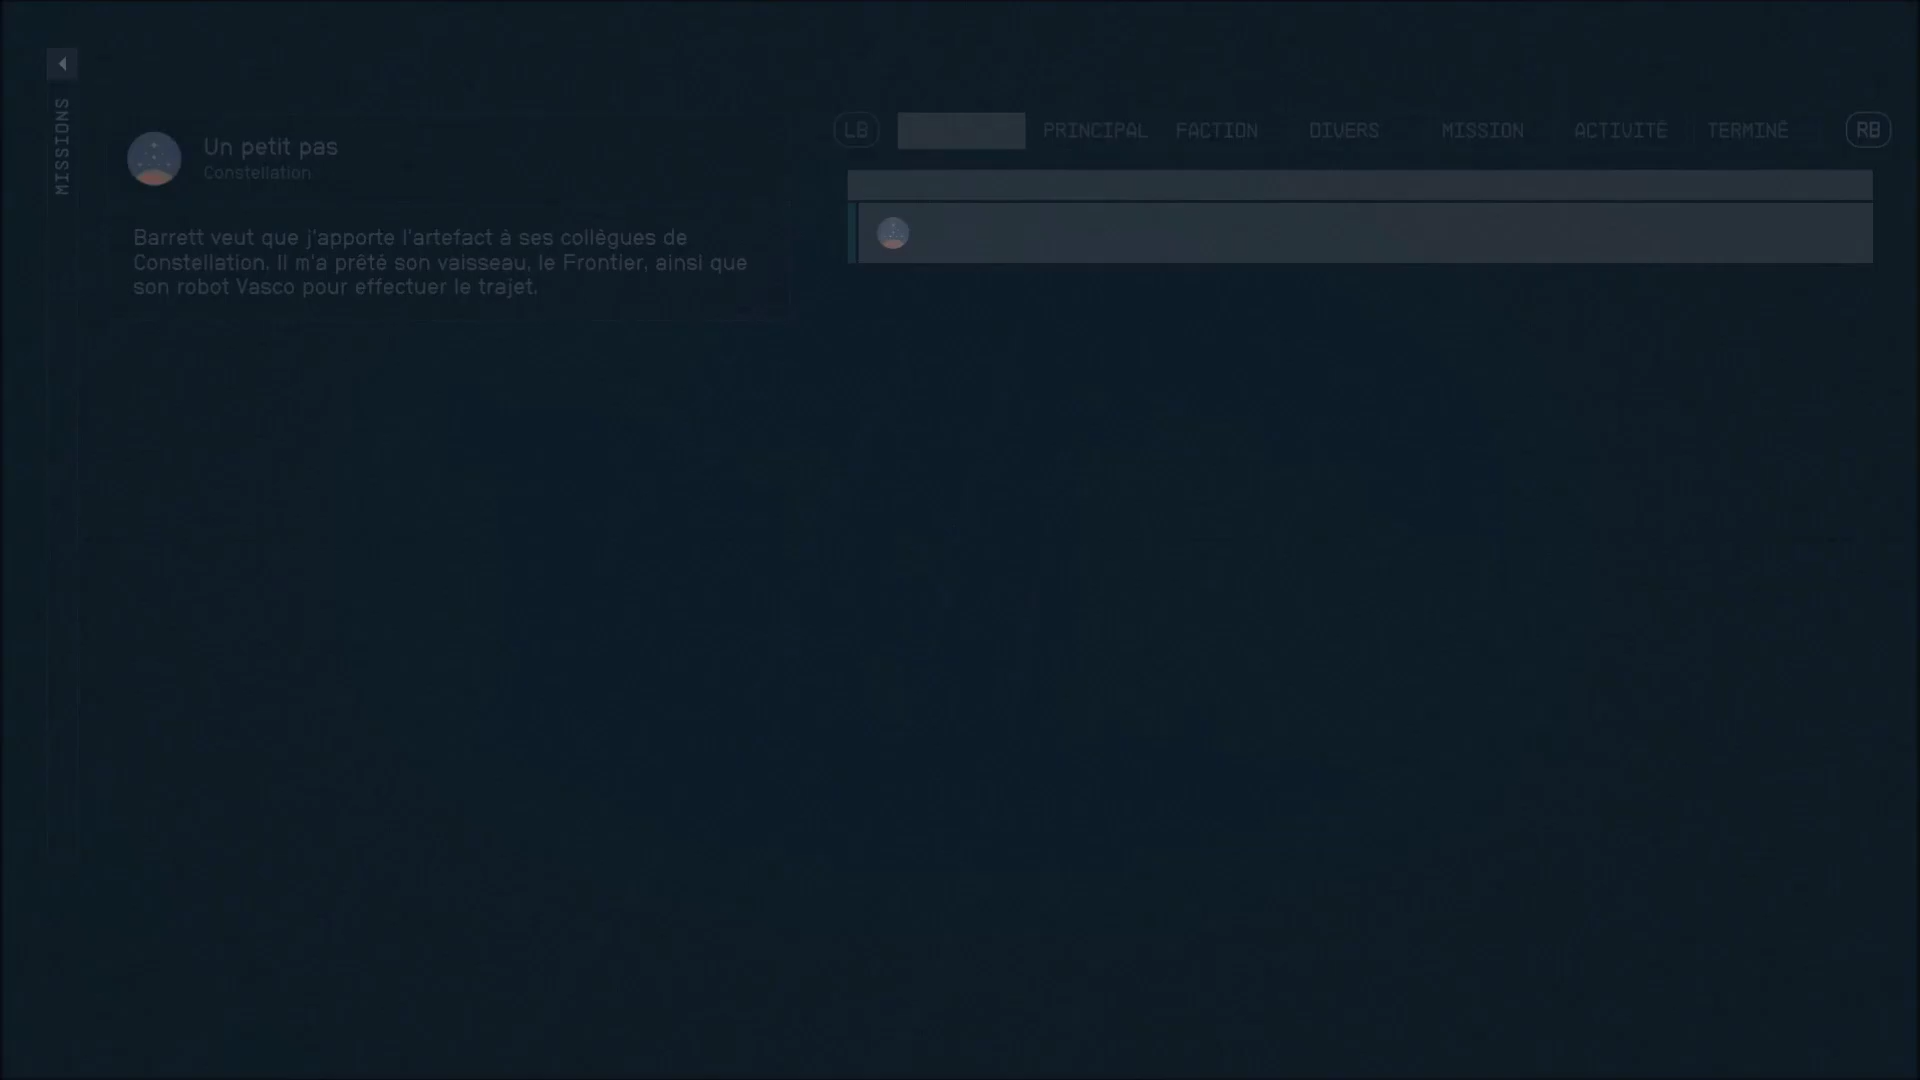 MISSIONS
Un petit pas
Constellation
Barrett veut que j'apporte l'artefact à ses collègues de
Constellation. Il m'a prêté son vaisseau, le Frontier, ainsi que
son robot Vasco pour effectuer le trajet.
LB PRINCIPAL FACTION DIVERS MISSION ACTIVITÉ TERMINÉ RB